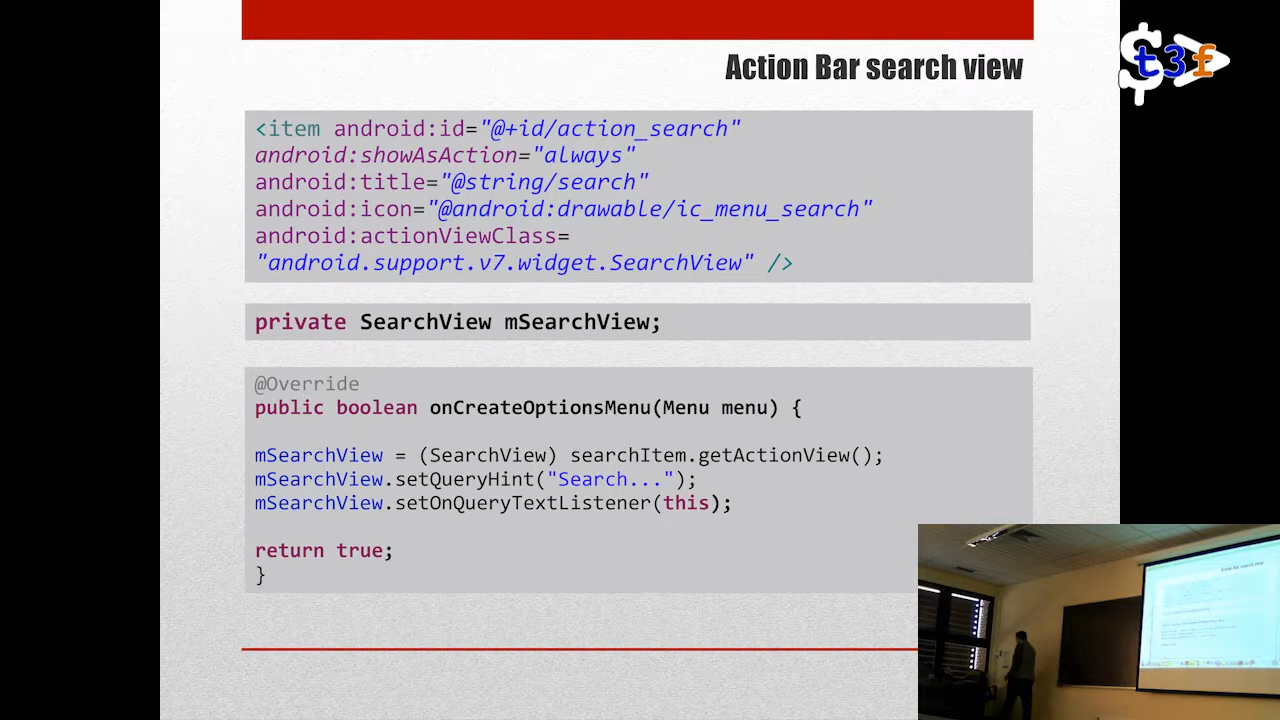 Action Bar search view
$t3f
<item android:id="@+id/action_search"
android:showAsAction="always"
android:title="@string/search"
android:icon="@android:drawable/ic_menu_search"
android:actionViewClass=
"android.support.v7.widget.SearchView" />
private SearchView mSearchView;
@Override
public boolean onCreateOptionsMenu(Menu menu) {
mSearchView = (SearchView) searchItem.getActionView();
mSearchView.setQueryHint("Search...");
mSearchView.setOnQueryTextListener(this);
return true;
}